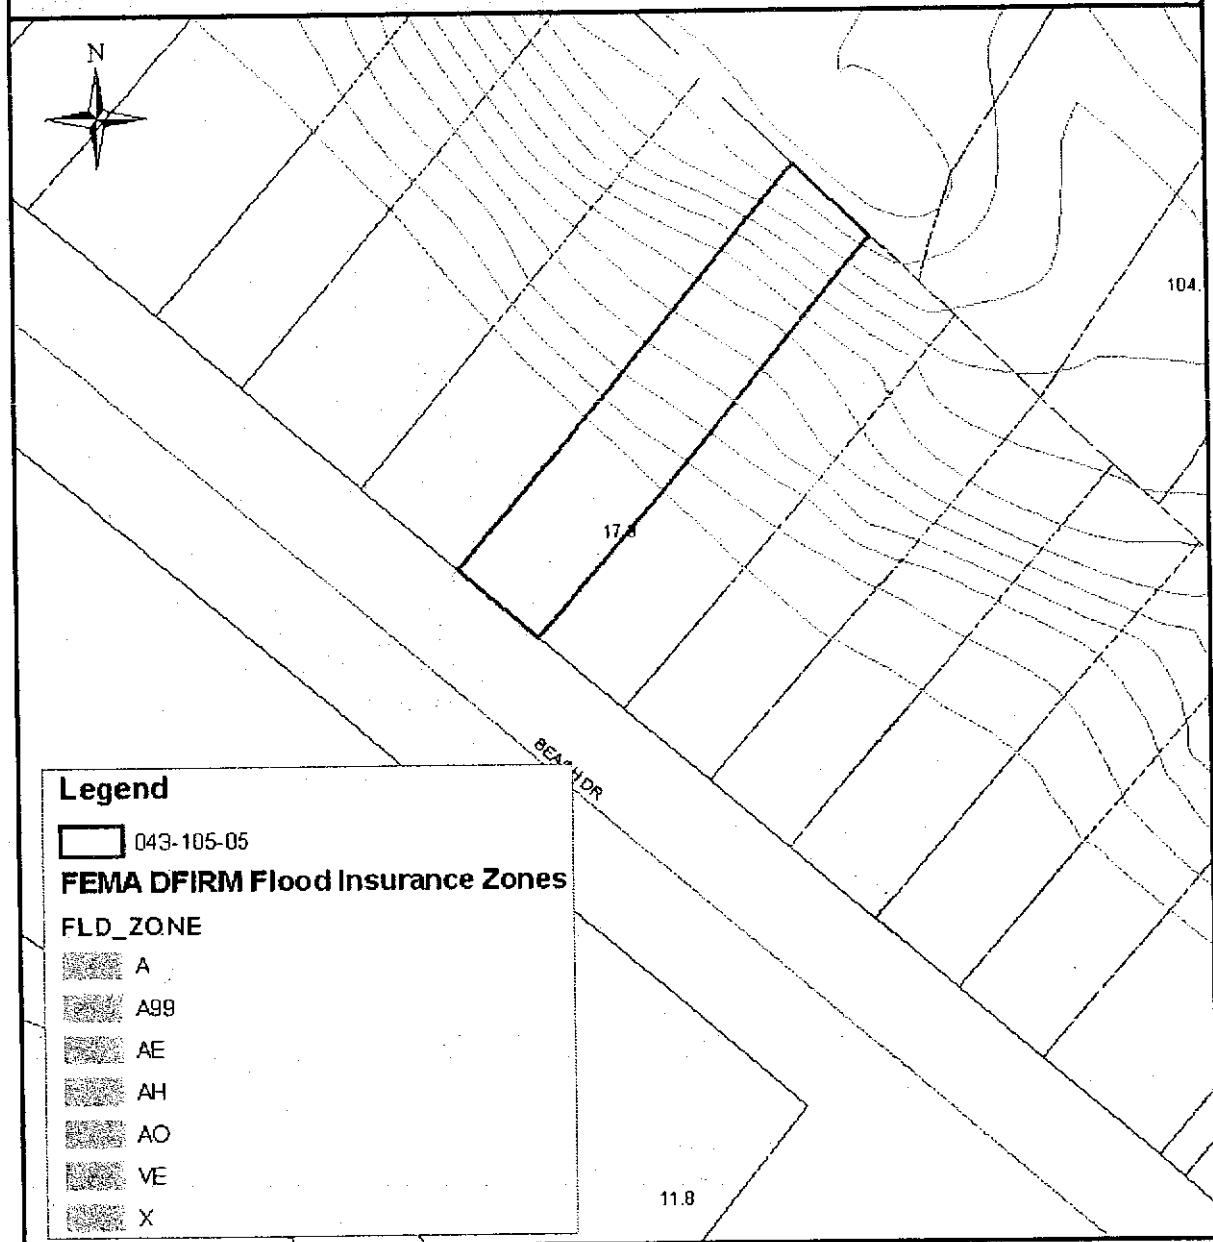 N
104.
17.
BEACH DR
Legend
043-105-05
FEMA DFIRM Flood Insurance Zones
FLD_ZONE
A
A99
AE
AH
AO
VE
X
11.8